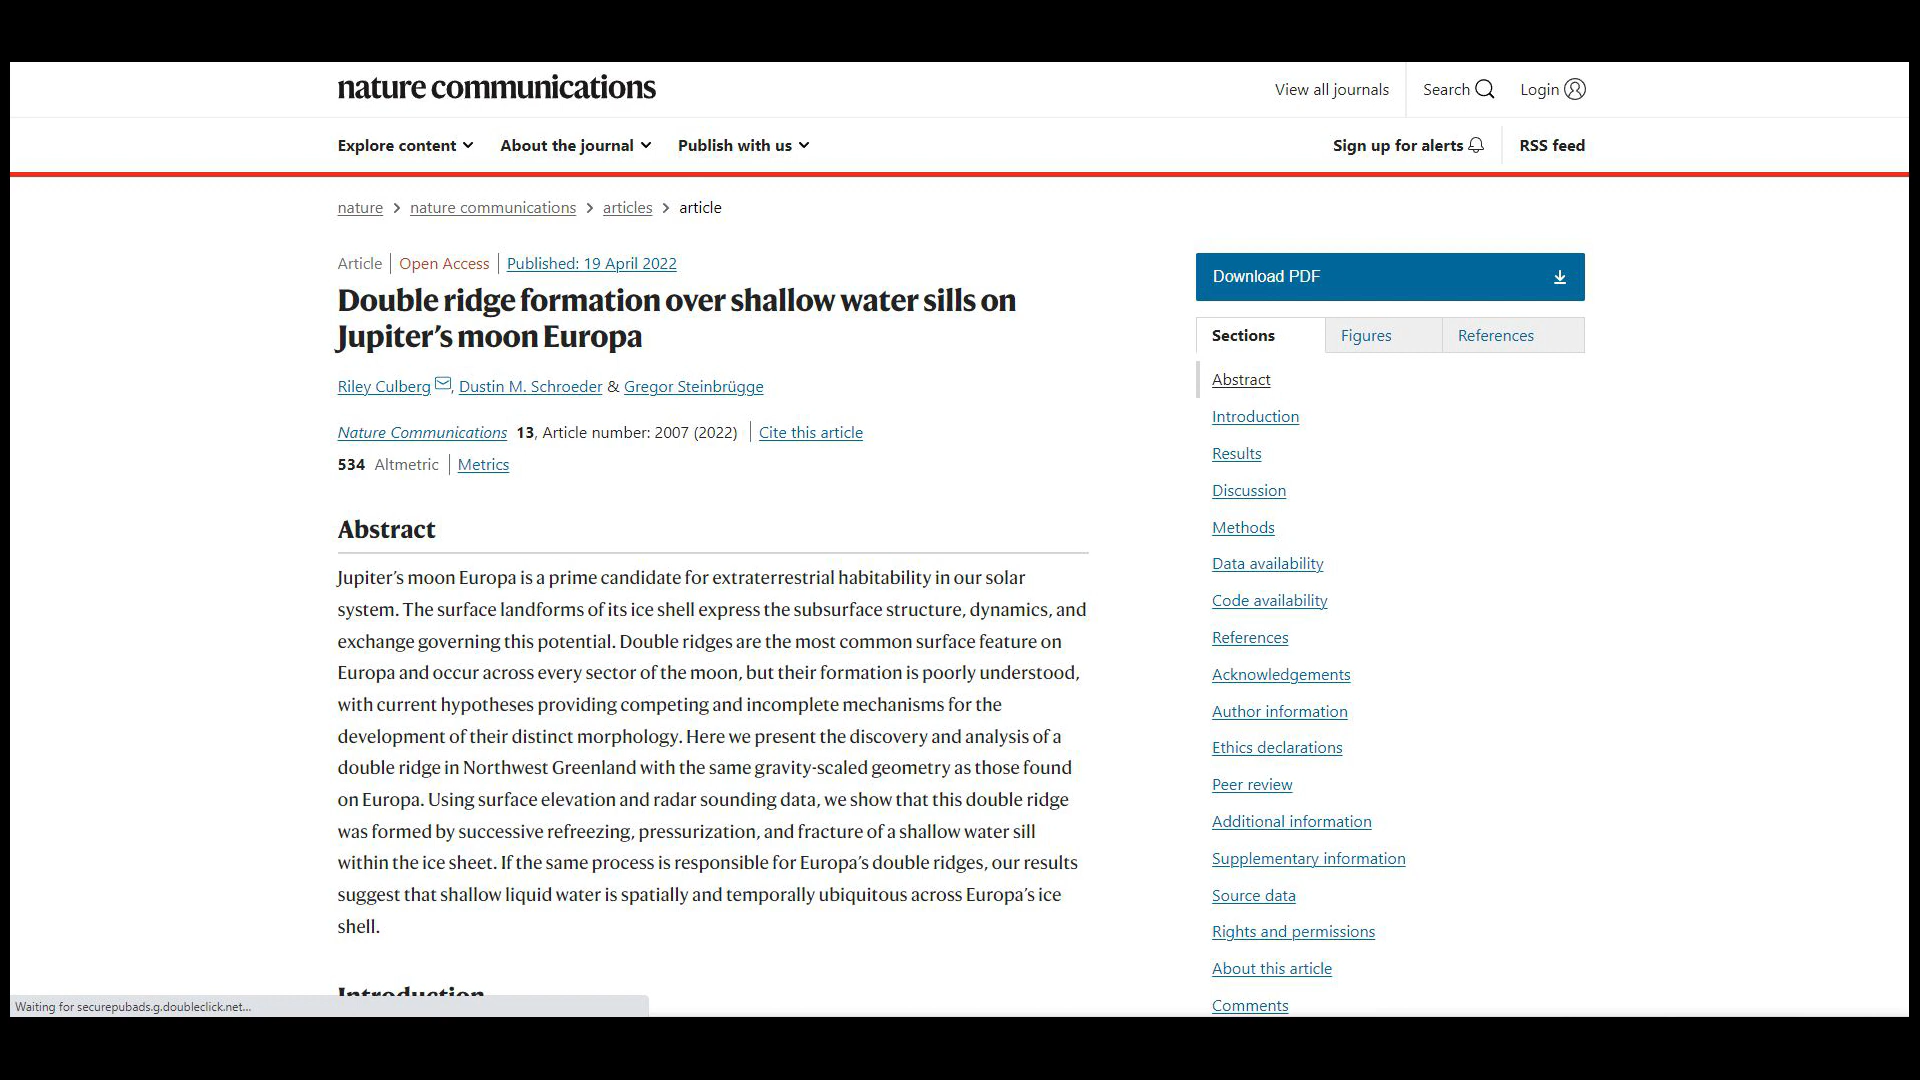 nature communications
View all journals
Search
Login
Explore content
About the journal
Publish with us
Sign up for alerts
RSS feed
nature > nature communications > articles > article
Article | Open Access | Published: 19 April 2022
Double ridge formation over shallow water sills on
Jupiter's moon Europa
Riley Culberg, Dustin M. Schroeder & Gregor Steinbrügge
Nature Communications 13, Article number: 2007 (2022) | Cite this article
534 Altmetric | Metrics
Abstract
Jupiter's moon Europa is a prime candidate for extraterrestrial habitability in our solar
system. The surface landforms of its ice shell express the subsurface structure, dynamics, and
exchange governing this potential. Double ridges are the most common surface feature on
Europa and occur across every sector of the moon, but their formation is poorly understood,
with current hypotheses providing competing and incomplete mechanisms for the
development of their distinct morphology. Here we present the discovery and analysis of a
double ridge in Northwest Greenland with the same gravity-scaled geometry as those found
on Europa. Using surface elevation and radar sounding data, we show that this double ridge
was formed by successive refreezing, pressurization, and fracture of a shallow water sill
within the ice sheet. If the same process is responsible for Europa's double ridges, our results
suggest that shallow liquid water is spatially and temporally ubiquitous across Europa's ice
shell.
Introduction
Download PDF
Sections
Figures
References
Abstract
Introduction
Results
Discussion
Methods
Data availability
Code availability
References
Acknowledgements
Author information
Ethics declarations
Peer review
Additional information
Supplementary information
Source data
Rights and permissions
About this article
Comments
Waiting for securepubads.g.doubleclick.net...